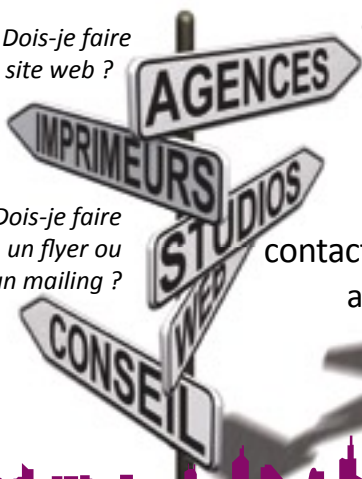 Dois-je faire
site web ?
AGENCES
IMPRIMEURS
STUDIOS
Dois-je faire
un flyer ou
un mailing ?
contact
a
WEB
CONSEIL